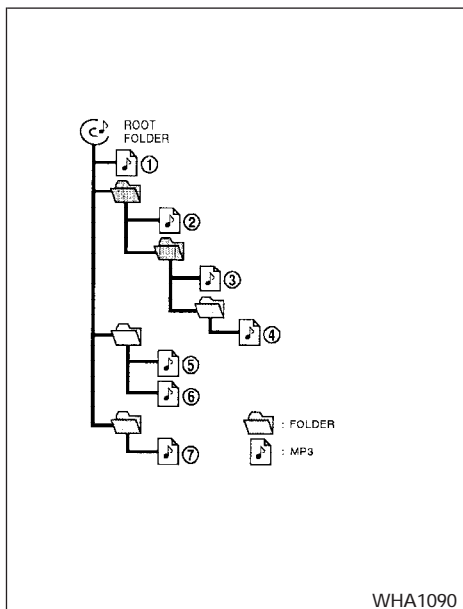 ROOT
FOLDER
①
②
③
④
⑤
⑥
⑦
: FOLDER
: MP3
WHA1090